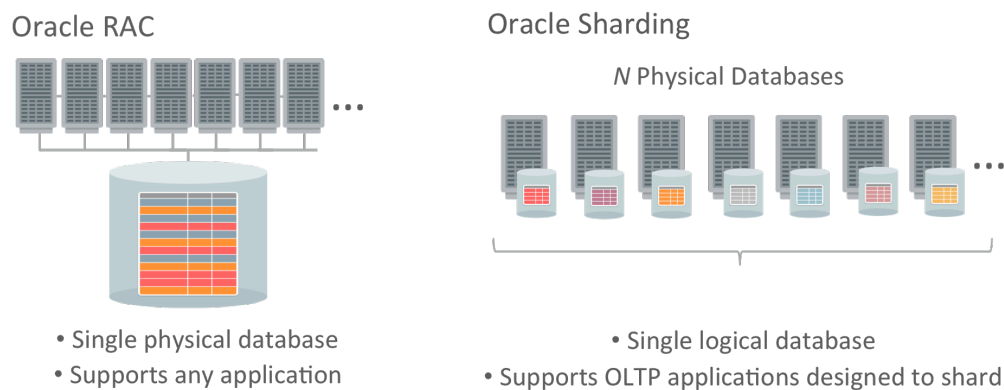 Oracle RAC
...
• Single physical database
• Supports any application
Oracle Sharding
N Physical Databases
...
• Single logical database
• Supports OLTP applications designed to shard